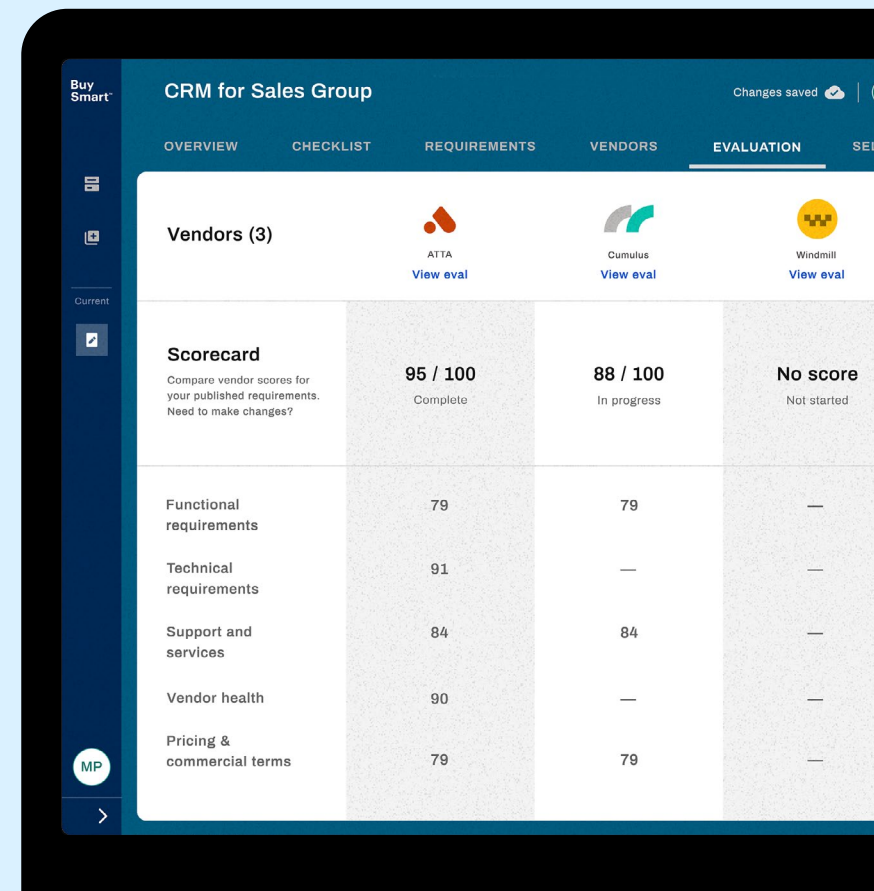 Buy
Smart™
CRM for Sales Group
Changes saved
OVERVIEW CHECKLIST REQUIREMENTS VENDORS EVALUATION SEL
Vendors (3)
ATTA Cumulus Windmill
View eval View eval View eval
Current
Scorecard
Compare vendor scores for
your published requirements.
Need to make changes?
95 / 100 88 / 100 No score
Complete In progress Not started
Functional
requirements
79 79 —
Technical
requirements
91 — —
Support and
services
84 84 —
Vendor health 90 — —
Pricing &
commercial terms
79 79 —
MP